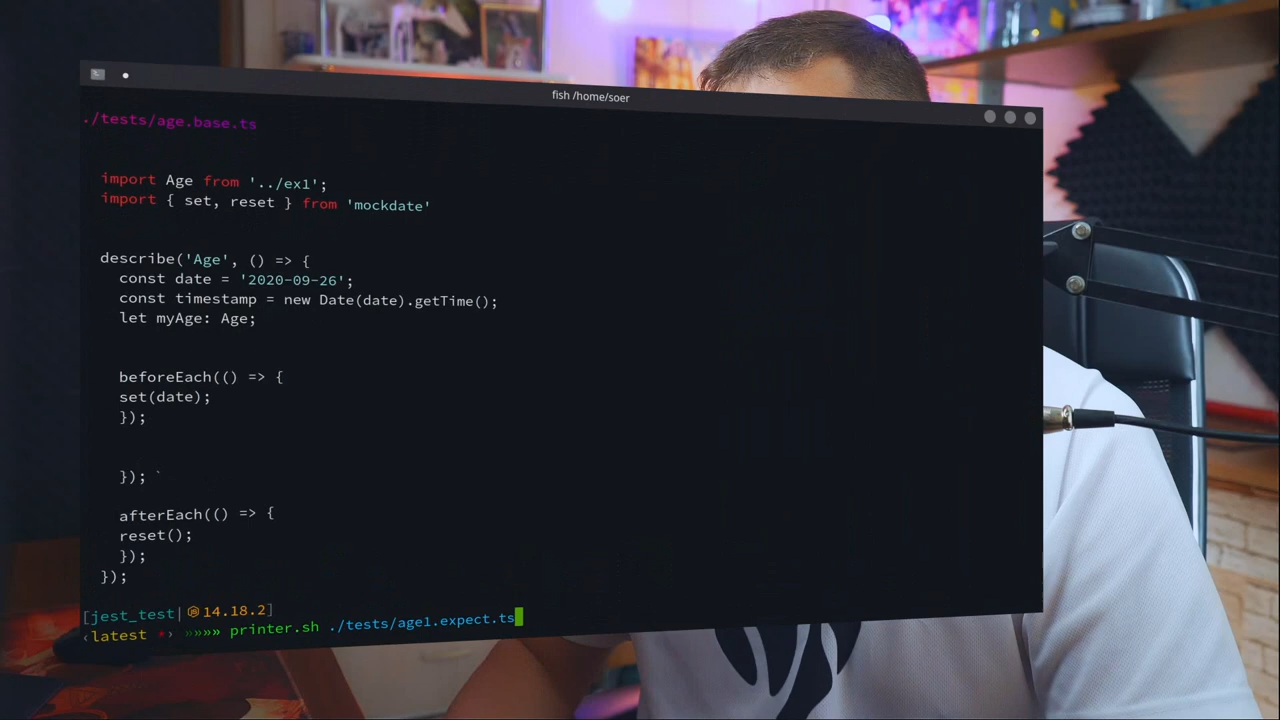 fish /home/soer
./tests/age.base.ts
import Age from '../ex1';
import { set, reset } from 'mockdate'
describe('Age', () => {
const date = '2020-09-26';
const timestamp = new Date(date).getTime();
let myAge: Age;
beforeEach(() => {
set(date);
});
}); `
afterEach(() => {
reset();
});
});
[jest_test|14.18.2]
‹latest *› »»»» printer.sh ./tests/age1.expect.ts